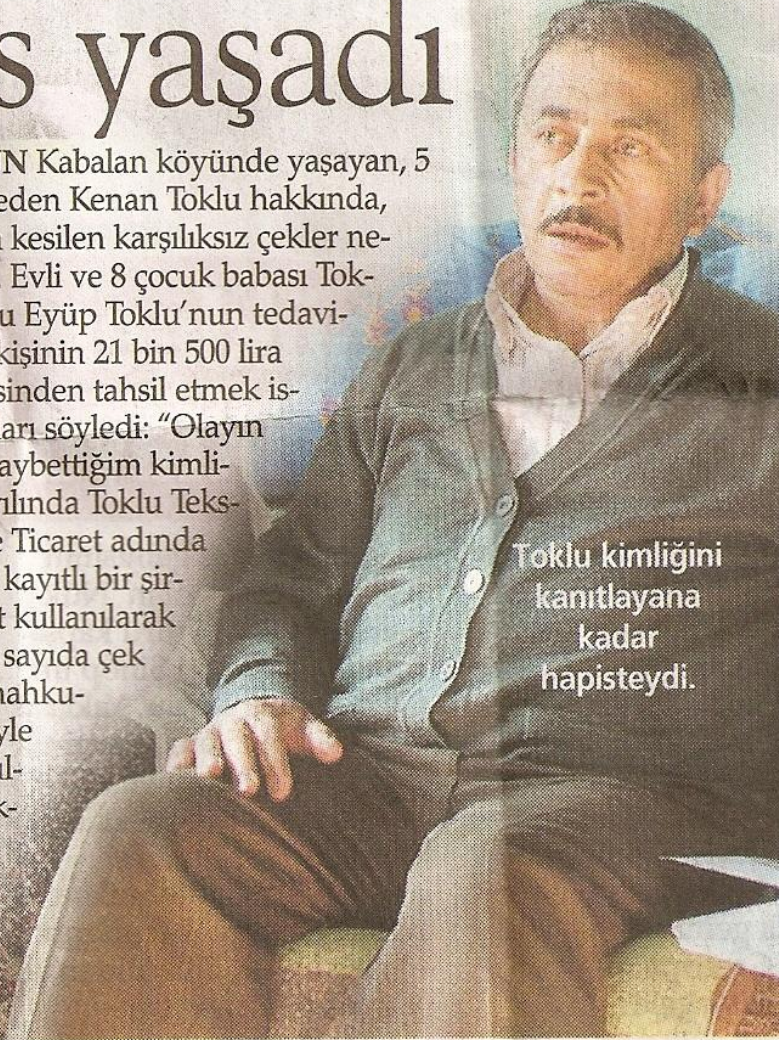 s yaşadı
N Kabalan köyünde yaşayan, 5
eden Kenan Toklu hakkında,
kesilen karşılıksız çekler ne-
Evli ve 8 çocuk babası Tok-
u Eyüp Toklu'nun tedavi-
kişinin 21 bin 500 lira
sinden tahsil etmek is-
arı söyledi: “Olayın
aybettiğim kimli-
ılında Toklu Teks-
e Ticaret adında
kayıtlı bir şir-
t kullanılarak
sayıda çek
ahku-
yle
l-
k-
Toklu kimliğini
kanıtlayana
kadar
hapisteydi.